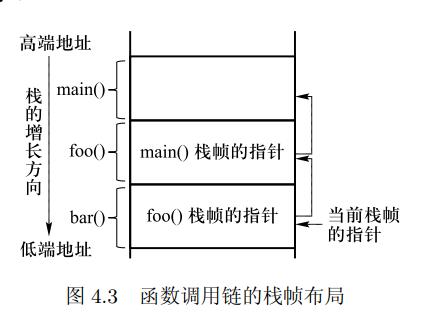 高端地址
栈的增长方向
低端地址
main()
foo()
bar()
main() 栈帧的指针
foo() 栈帧的指针
当前栈帧
的指针
图 4.3 函数调用链的栈帧布局